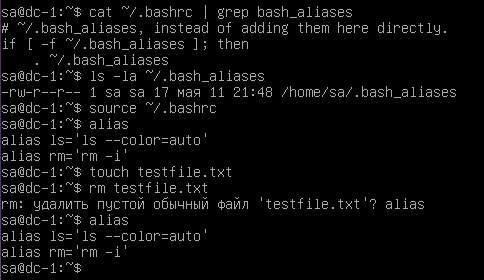 sa@dc-1:~$ cat ~/.bashrc | grep bash_aliases
# ~/.bash_aliases, instead of adding them here directly.
if [ -f ~/.bash_aliases ]; then
    . ~/.bash_aliases
sa@dc-1:~$ ls -la ~/.bash_aliases
-rw-r--r-- 1 sa sa 17 мая 11 21:48 /home/sa/.bash_aliases
sa@dc-1:~$ source ~/.bashrc
sa@dc-1:~$ alias
alias ls='ls --color=auto'
alias rm='rm -i'
sa@dc-1:~$ touch testfile.txt
sa@dc-1:~$ rm testfile.txt
rm: удалить пустой обычный файл 'testfile.txt'? alias
sa@dc-1:~$ alias
alias ls='ls --color=auto'
alias rm='rm -i'
sa@dc-1:~$